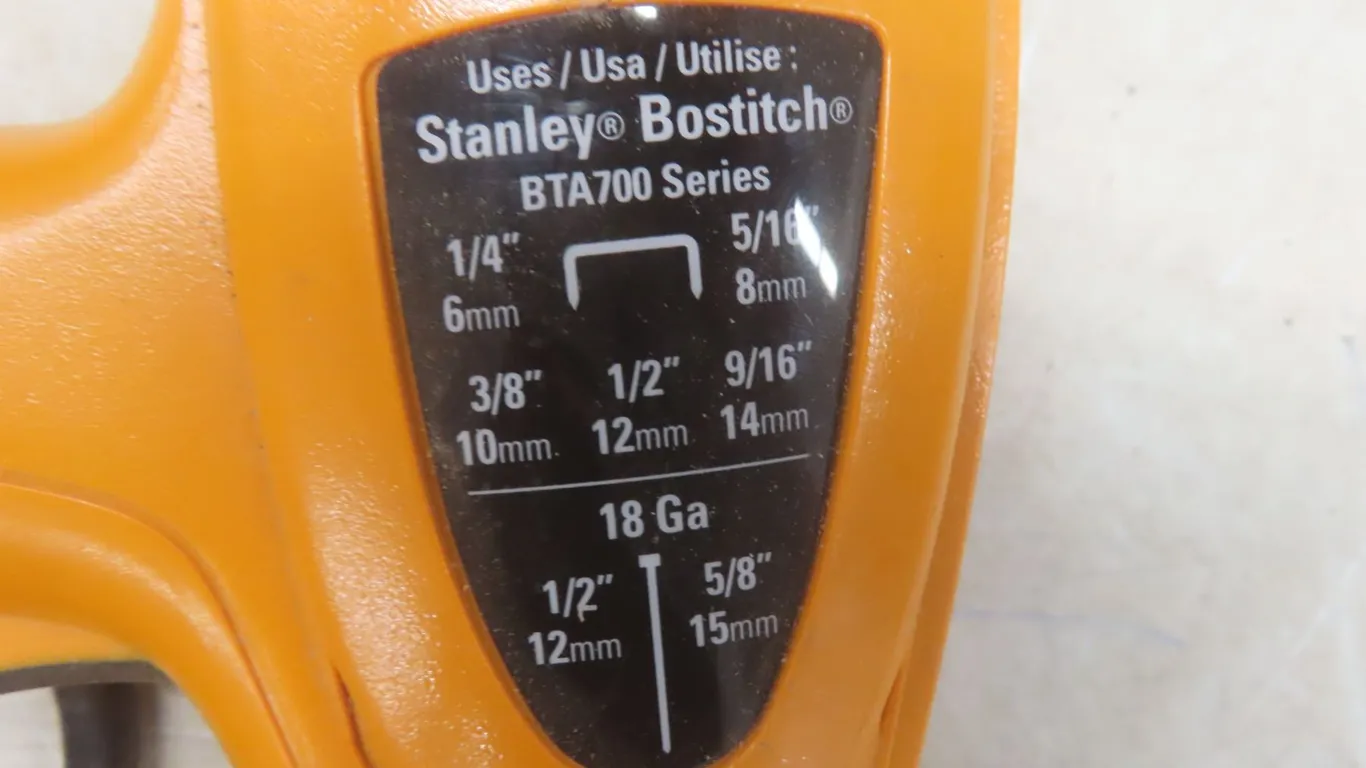 Uses / Usa / Utilise :
Stanley® Bostitch®
BTA700 Series
1/4" 5/16"
6mm 8mm
3/8" 1/2" 9/16"
10mm 12mm 14mm
18 Ga
1/2" 5/8"
12mm 15mm